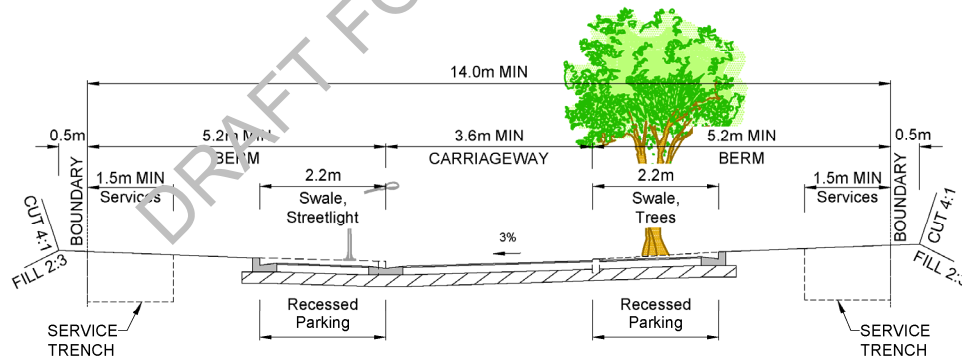 DRAFT FO
14.0m MIN
0.5m
5.2m MIN
3.6m MIN
5.2m MIN
0.5m
BERM
CARRIAGEWAY
BERM
BOUNDARY
1.5m MIN
Services
2.2m
Swale,
Streetlight
2.2m
Swale,
Trees
1.5m MIN
Services
BOUNDARY
CUT 4:1
FILL 2:3
3%
CUT 4:1
FILL 2:3
Recessed
Parking
Recessed
Parking
SERVICE
TRENCH
SERVICE
TRENCH